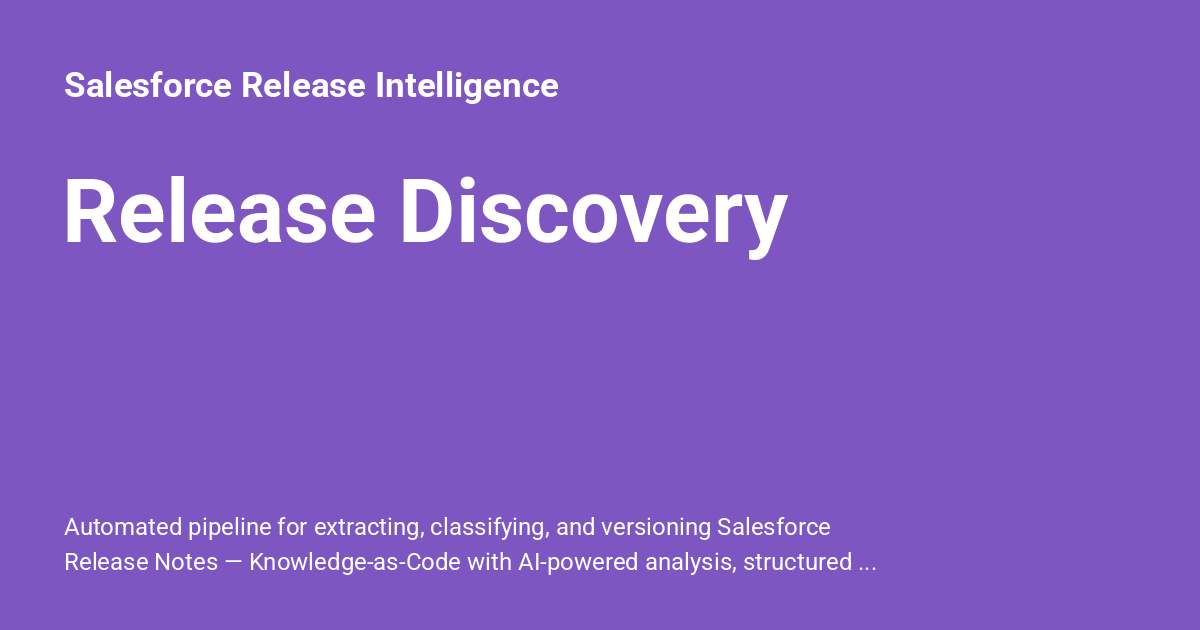 Salesforce Release Intelligence
Release Discovery
Automated pipeline for extracting, classifying, and versioning Salesforce
Release Notes — Knowledge-as-Code with AI-powered analysis, structured ...